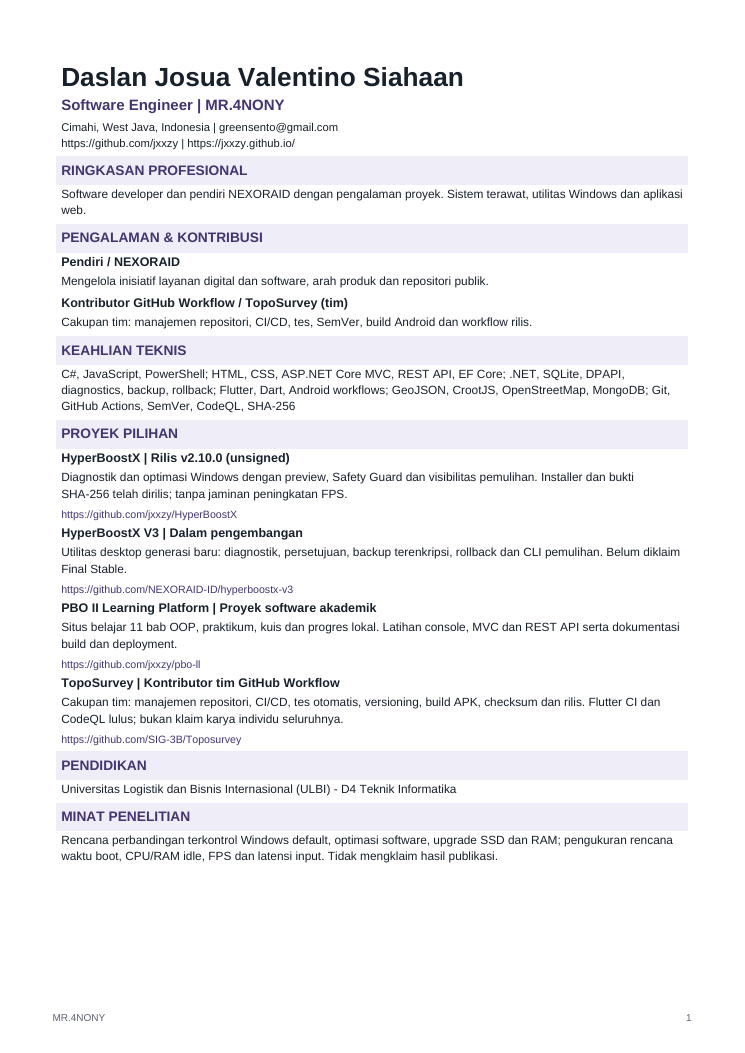 Daslan Josua Valentino Siahaan
Software Engineer | MR.4NONY
Cimahi, West Java, Indonesia | greensento@gmail.com
https://github.com/jxxzy | https://jxxzy.github.io/
RINGKASAN PROFESIONAL
Software developer dan pendiri NEXORAID dengan pengalaman proyek. Sistem terawat, utilitas Windows dan aplikasi
web.
PENGALAMAN & KONTRIBUSI
Pendiri / NEXORAID
Mengelola inisiatif layanan digital dan software, arah produk dan repositori publik.
Kontributor GitHub Workflow / TopoSurvey (tim)
Cakupan tim: manajemen repositori, CI/CD, tes, SemVer, build Android dan workflow rilis.
KEAHLIAN TEKNIS
C#, JavaScript, PowerShell; HTML, CSS, ASP.NET Core MVC, REST API, EF Core; .NET, SQLite, DPAPI,
diagnostics, backup, rollback; Flutter, Dart, Android workflows; GeoJSON, CrootJS, OpenStreetMap, MongoDB; Git,
GitHub Actions, SemVer, CodeQL, SHA-256
PROYEK PILIHAN
HyperBoostX | Rilis v2.10.0 (unsigned)
Diagnostik dan optimasi Windows dengan preview, Safety Guard dan visibilitas pemulihan. Installer dan bukti
SHA-256 telah dirilis; tanpa jaminan peningkatan FPS.
https://github.com/jxxzy/HyperBoostX
HyperBoostX V3 | Dalam pengembangan
Utilitas desktop generasi baru: diagnostik, persetujuan, backup terenkripsi, rollback dan CLI pemulihan. Belum diklaim
Final Stable.
https://github.com/NEXORAID-ID/hyperboostx-v3
PBO II Learning Platform | Proyek software akademik
Situs belajar 11 bab OOP, praktikum, kuis dan progres lokal. Latihan console, MVC dan REST API serta dokumentasi
build dan deployment.
https://github.com/jxxzy/pbo-ll
TopoSurvey | Kontributor tim GitHub Workflow
Cakupan tim: manajemen repositori, CI/CD, tes otomatis, versioning, build APK, checksum dan rilis. Flutter CI dan
CodeQL lulus; bukan klaim karya individu seluruhnya.
https://github.com/SIG-3B/Toposurvey
PENDIDIKAN
Universitas Logistik dan Bisnis Internasional (ULBI) - D4 Teknik Informatika
MINAT PENELITIAN
Rencana perbandingan terkontrol Windows default, optimasi software, upgrade SSD dan RAM; pengukuran rencana
waktu boot, CPU/RAM idle, FPS dan latensi input. Tidak mengklaim hasil publikasi.
MR.4NONY
1